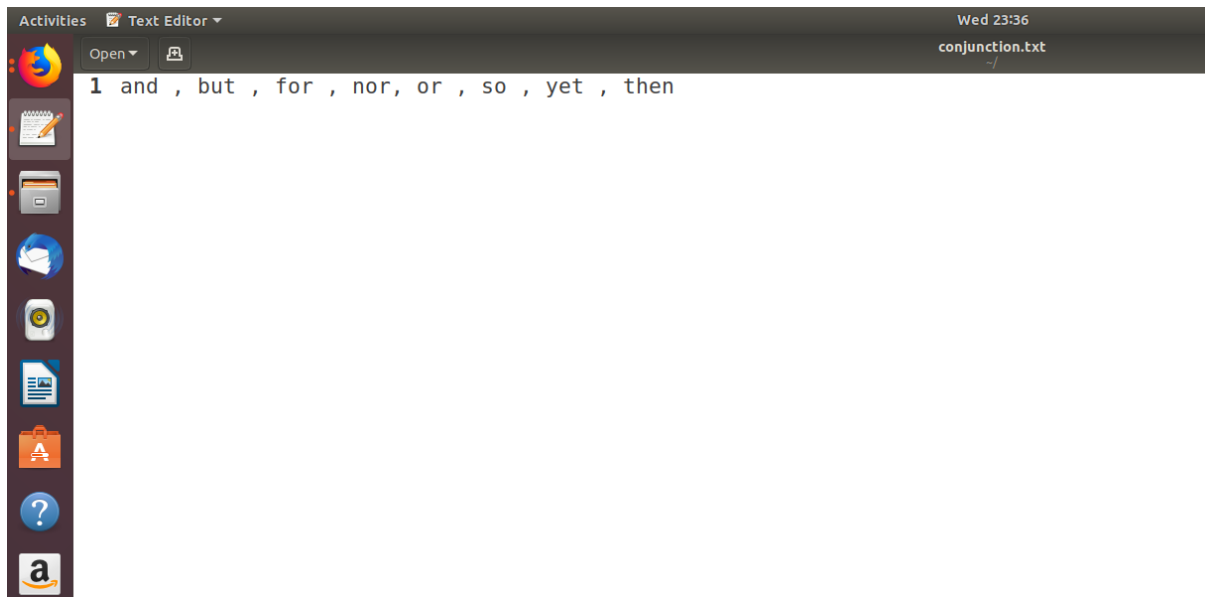 Activities Text Editor Wed 23:36
Open conjunction.txt
~/
1 and , but , for , nor, or , so , yet , then